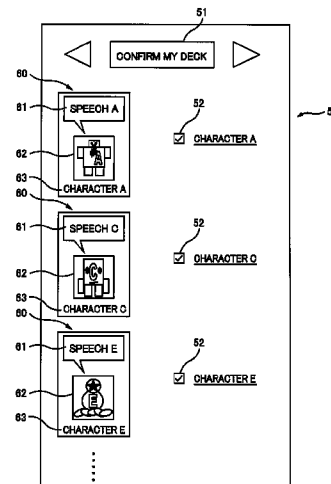 51
CONFIRM MY DECK
5
60
61
SPEECH A
52
62
A
CHARACTER A
63
CHARACTER A
60
61
SPEECH C
52
62
C
CHARACTER C
63
CHARACTER C
60
61
SPEECH E
52
62
E
CHARACTER E
63
CHARACTER E